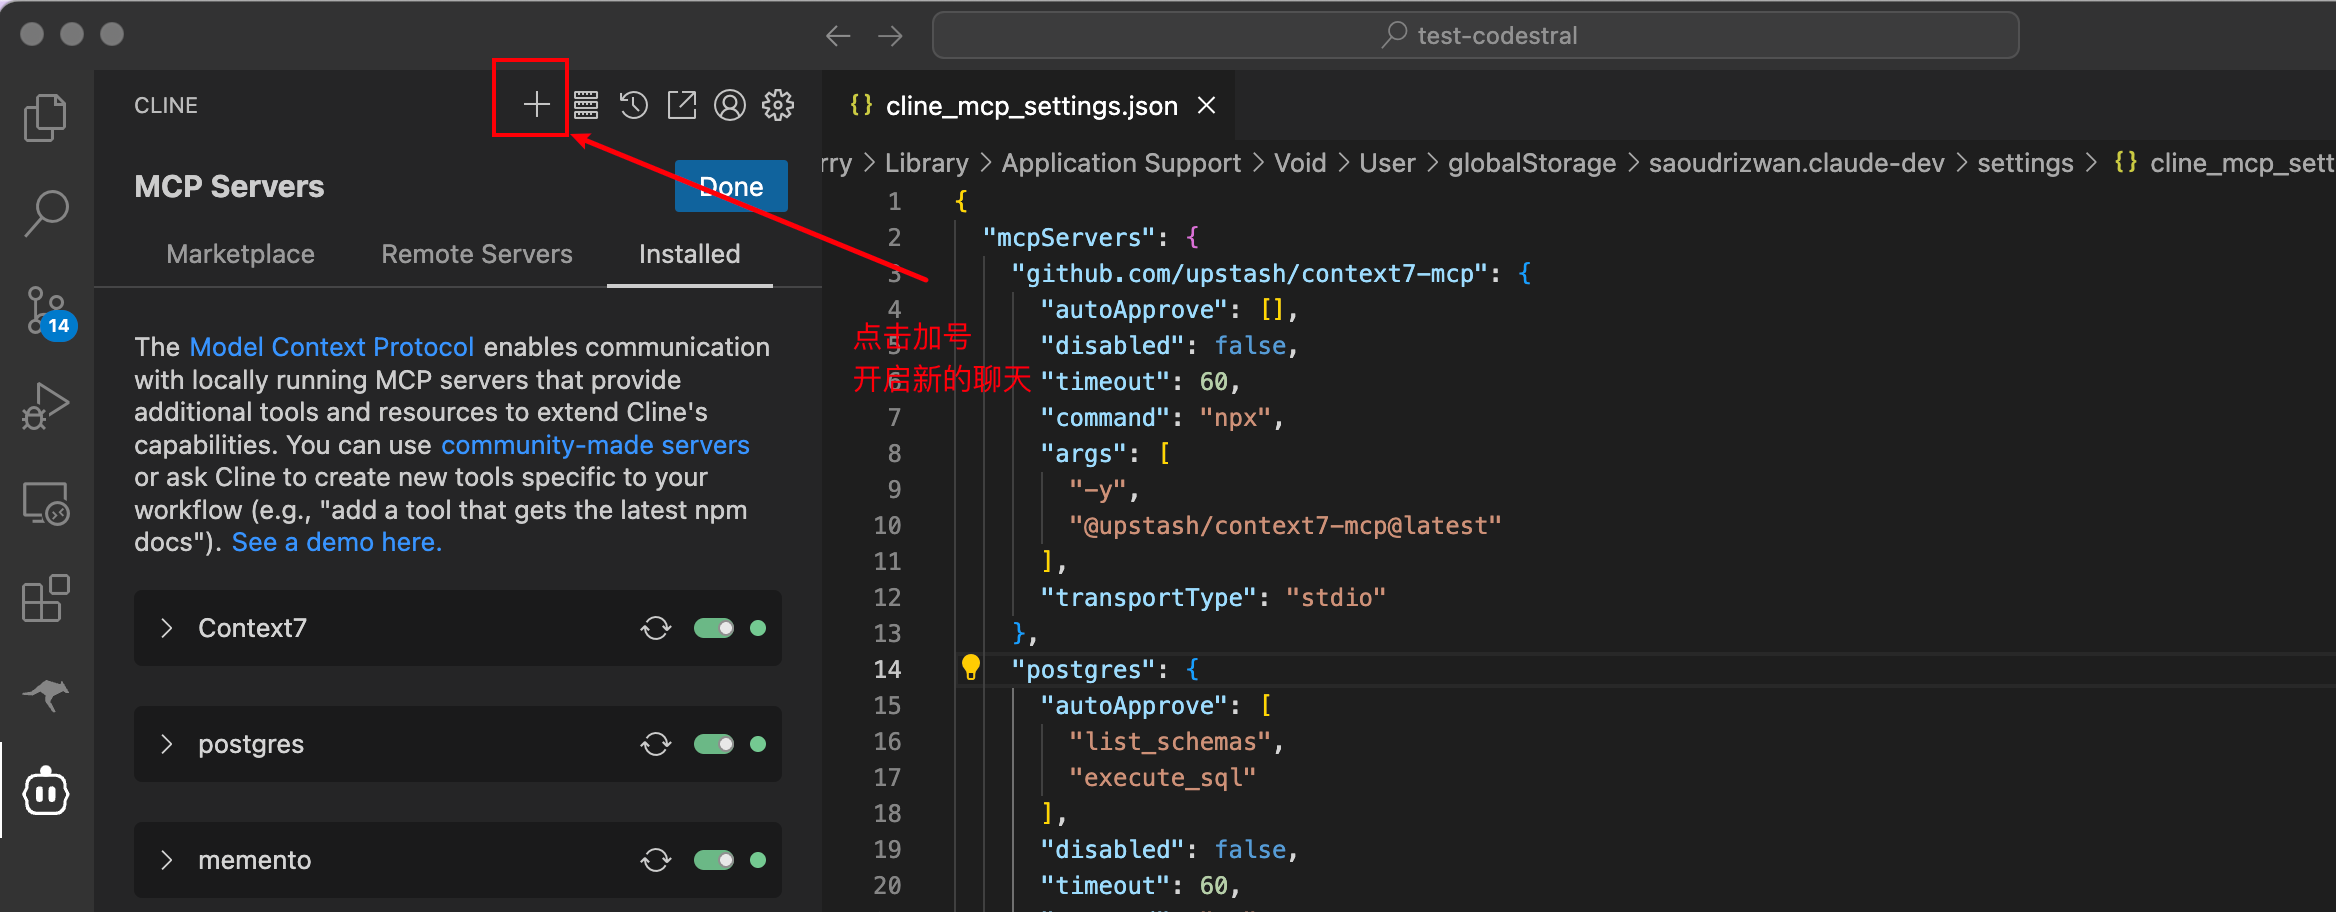 test-codestral
CLINE
MCP Servers
Done
Marketplace
Remote Servers
Installed
14
The Model Context Protocol enables communication
with locally running MCP servers that provide
additional tools and resources to extend Cline's
capabilities. You can use community-made servers
or ask Cline to create new tools specific to your
workflow (e.g., "add a tool that gets the latest npm
docs"). See a demo here.
Context7
postgres
memento
{} cline_mcp_settings.json
rry > Library > Application Support > Void > User > globalStorage > saoudrizwan.claude-dev > settings > {} cline_mcp_sett
1 {
2 "mcpServers": {
3 "github.com/upstash/context7-mcp": {
4 "autoApprove": [],
5 "disabled": false,
6 "timeout": 60,
7 "command": "npx",
8 "args": [
9 "-y",
10 "@upstash/context7-mcp@latest"
11 ],
12 "transportType": "stdio"
13 },
14 "postgres": {
15 "autoApprove": [
16 "list_schemas",
17 "execute_sql"
18 ],
19 "disabled": false,
20 "timeout": 60,
点击加号
开启新的聊天